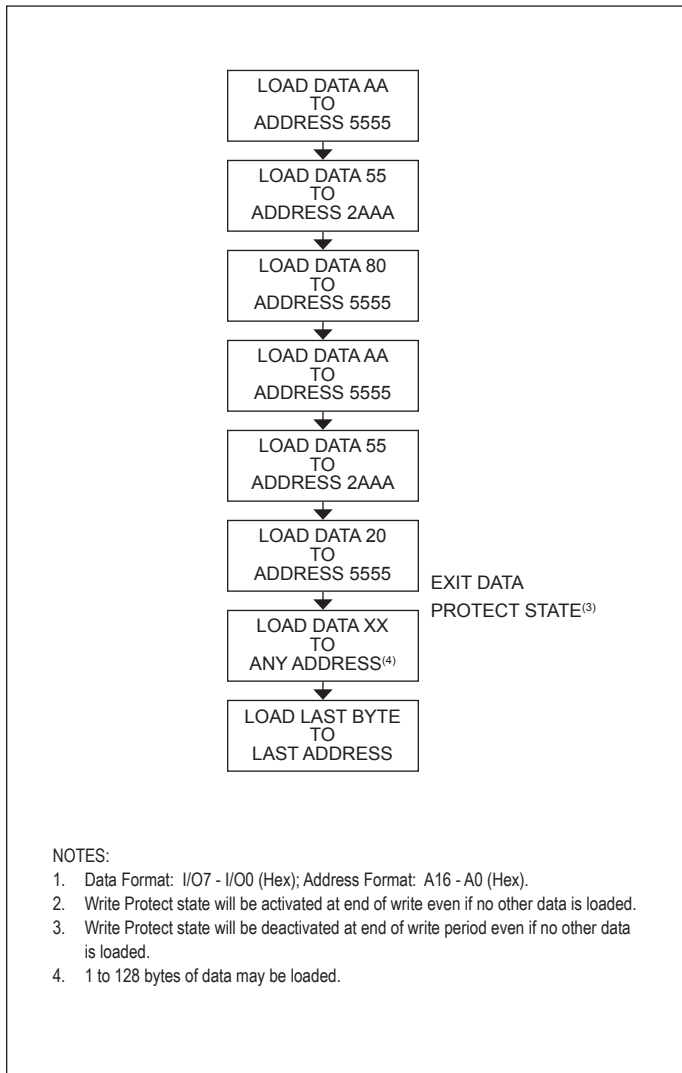 LOAD DATA AA
TO
ADDRESS 5555
LOAD DATA 55
TO
ADDRESS 2AAA
LOAD DATA 80
TO
ADDRESS 5555
LOAD DATA AA
TO
ADDRESS 5555
LOAD DATA 55
TO
ADDRESS 2AAA
LOAD DATA 20
TO
ADDRESS 5555
EXIT DATA
PROTECT STATE(3)
LOAD DATA XX
TO
ANY ADDRESS(4)
LOAD LAST BYTE
TO
LAST ADDRESS
NOTES:
1. Data Format: I/O7 - I/O0 (Hex); Address Format: A16 - A0 (Hex).
2. Write Protect state will be activated at end of write even if no other data is loaded.
3. Write Protect state will be deactivated at end of write period even if no other data
is loaded.
4. 1 to 128 bytes of data may be loaded.